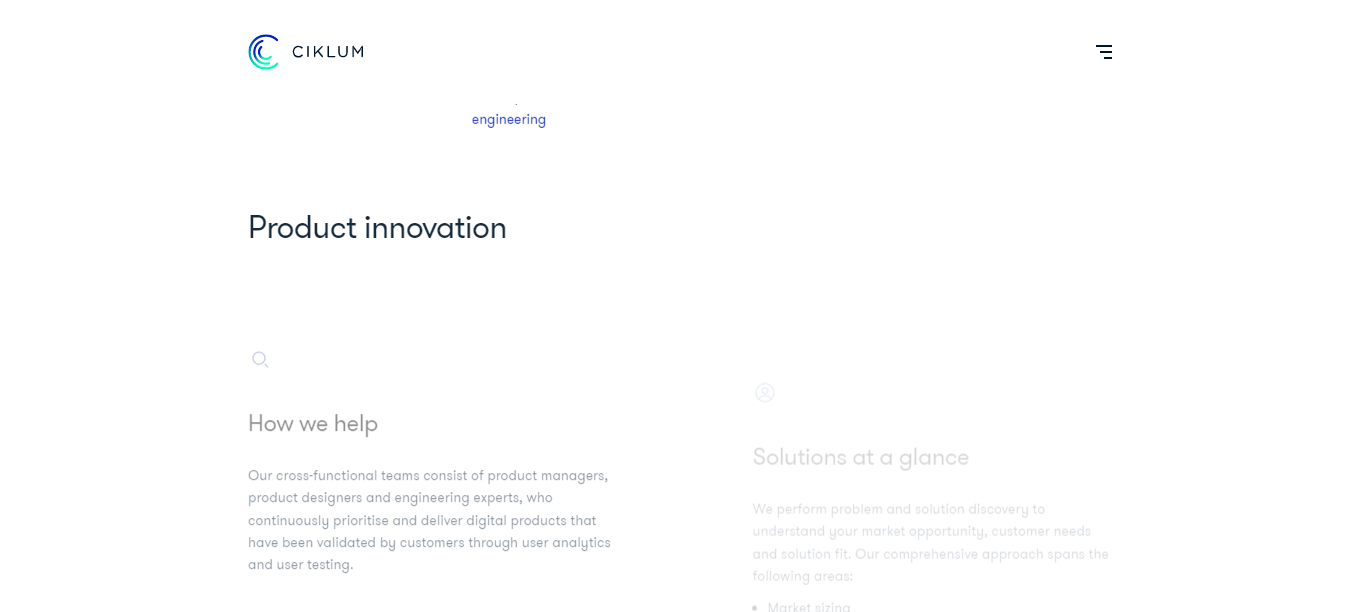 CIKLUM
engineering
Product innovation
How we help
Our cross-functional teams consist of product managers,
product designers and engineering experts, who
continuously prioritise and deliver digital products that
have been validated by customers through user analytics
and user testing.
Solutions at a glance
We perform problem and solution discovery to
understand your market opportunity, customer needs
and solution fit. Our comprehensive approach spans the
following areas:
• Market sizing